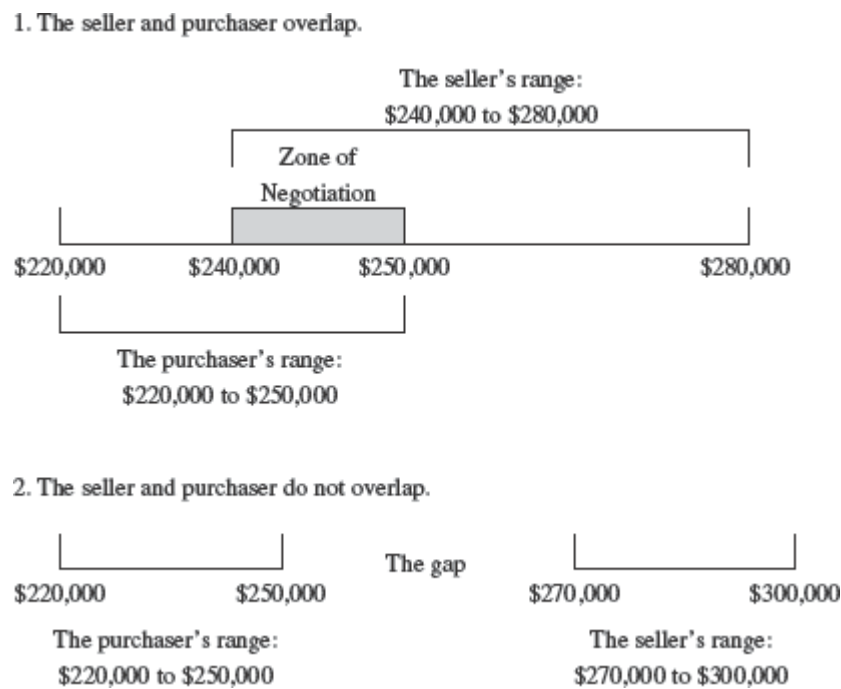 1. The seller and purchaser overlap.
The seller's range:
$240,000 to $280,000
Zone of
Negotiation
$220,000 $240,000 $250,000 $280,000
The purchaser's range:
$220,000 to $250,000
2. The seller and purchaser do not overlap.
The gap
$220,000 $250,000 $270,000 $300,000
The purchaser's range: The seller's range:
$220,000 to $250,000 $270,000 to $300,000